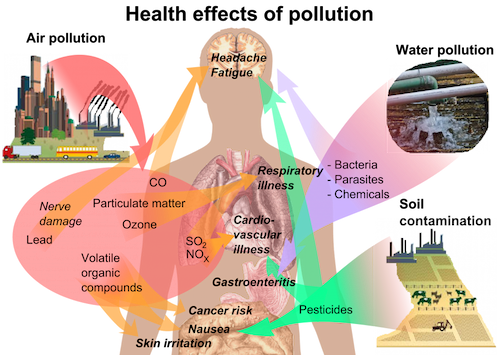 Health effects of pollution
Air pollution
Water pollution
Headache
Fatigue
- Bacteria
- Parasites
- Chemicals
CO
Respiratory
illness
Nerve
damage
Particulate matter
Ozone
Lead
SO2
NOX
Cardio-
vascular
illness
Soil
contamination
Volatile
organic
compounds
Gastroenteritis
Pesticides
Cancer risk
Nausea
Skin irritation